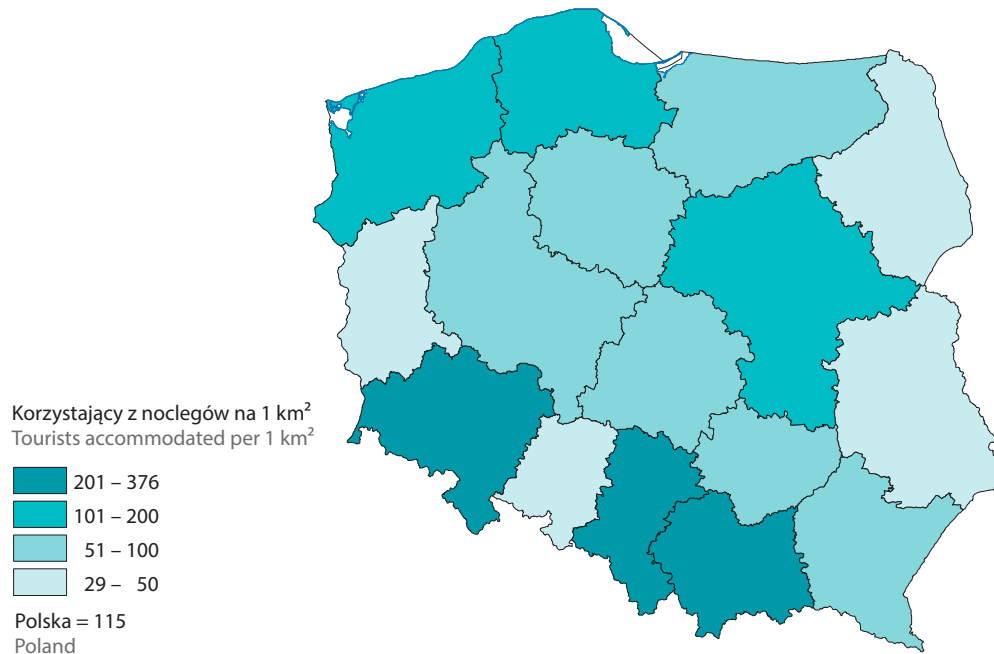 Korzystający z noclegów na 1 km²
Tourists accommodated per 1 km²
201 – 376
101 – 200
51 – 100
29 – 50
Polska = 115
Poland